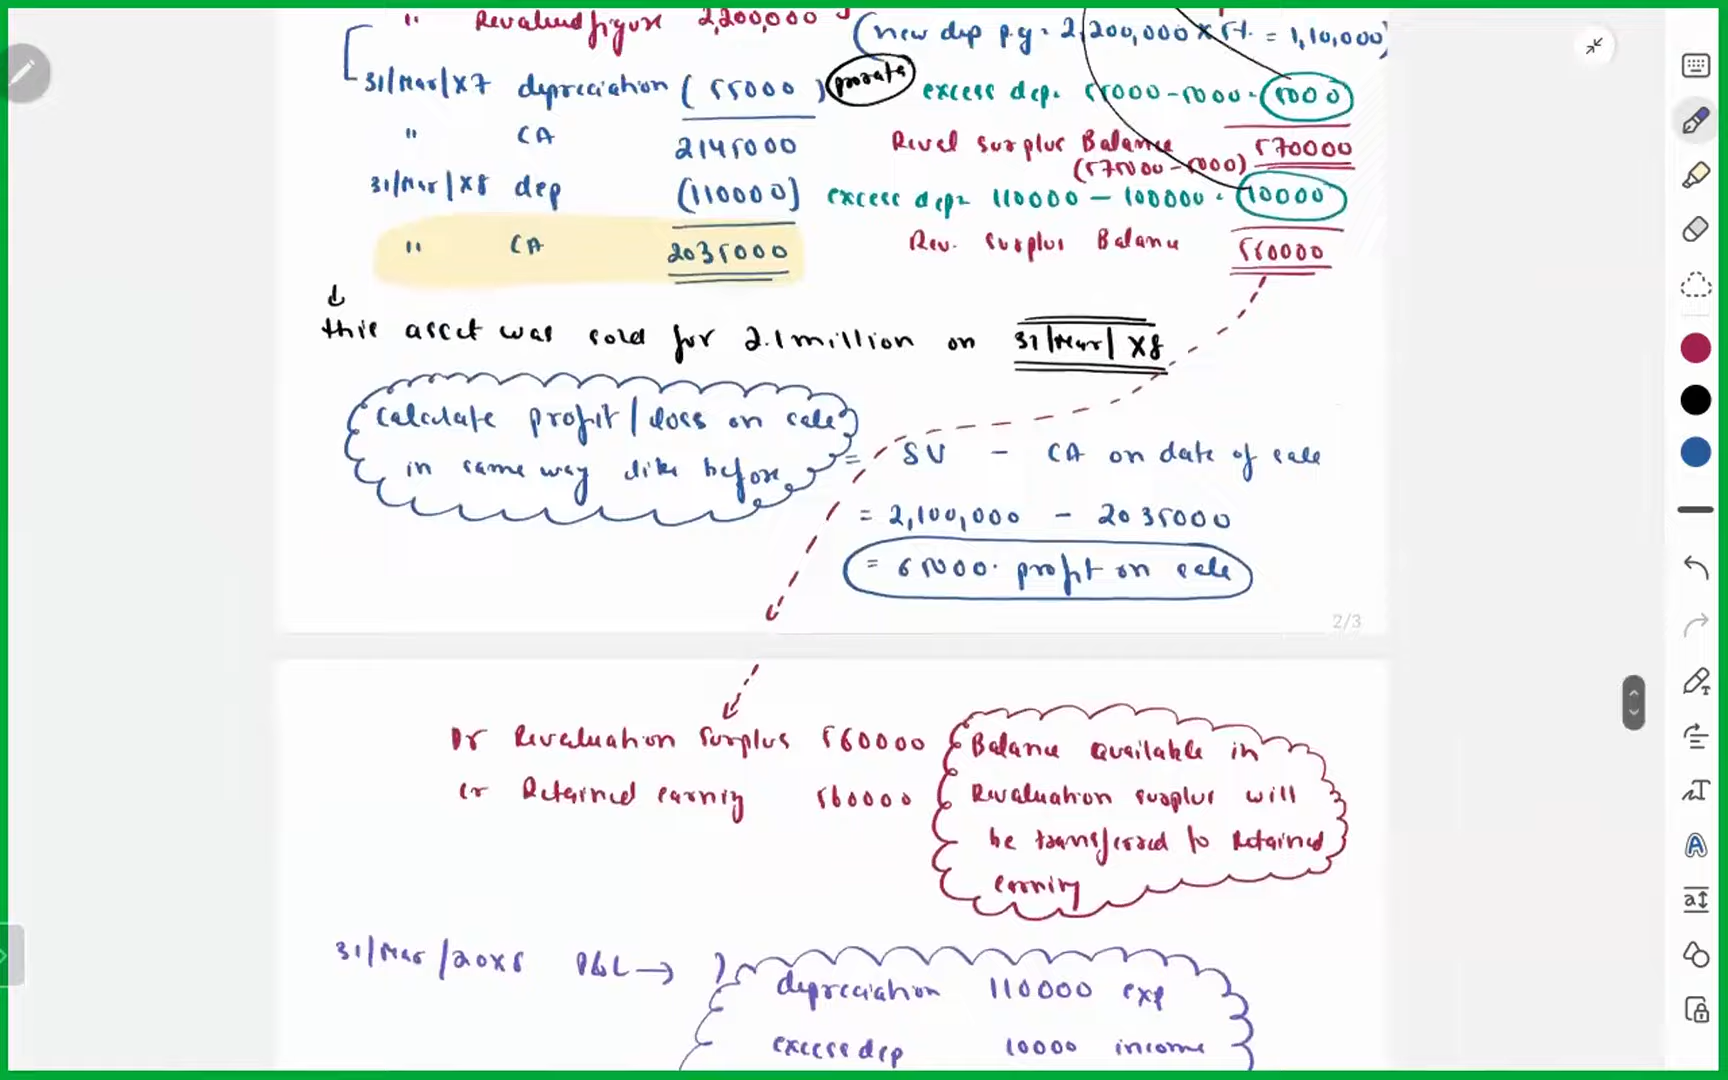 " Revalued figure 2,200,000 (new dep p.y = 2,200,000 x 5%. = 1,10,000)
31/Mar/X7 depreciation (55000) prorate excess dep = 55000 - 5000 = 5000
" CA 2145000 Revel surplus Balance 570000
(575000 - 5000)
31/Mar/X8 dep (110000) excess dep = 110000 - 100000 = 10000
" CA 2035000 Rev. surplus Balance 560000
this asset was sold for 2.1 million on 31/Mar/X8
calculate profit/loss on sale
in same way like before
= SV - CA on date of sale
= 2,100,000 - 2035000
= 65000. profit on sale
2/3
Dr Revaluation surplus 560000
Cr Retained earning 560000
Balance available in
Revaluation surplus will
be transferred to Retained
earning
31/Mar/20X8 P&L → depreciation 110000 exp
excess dep 10000 income